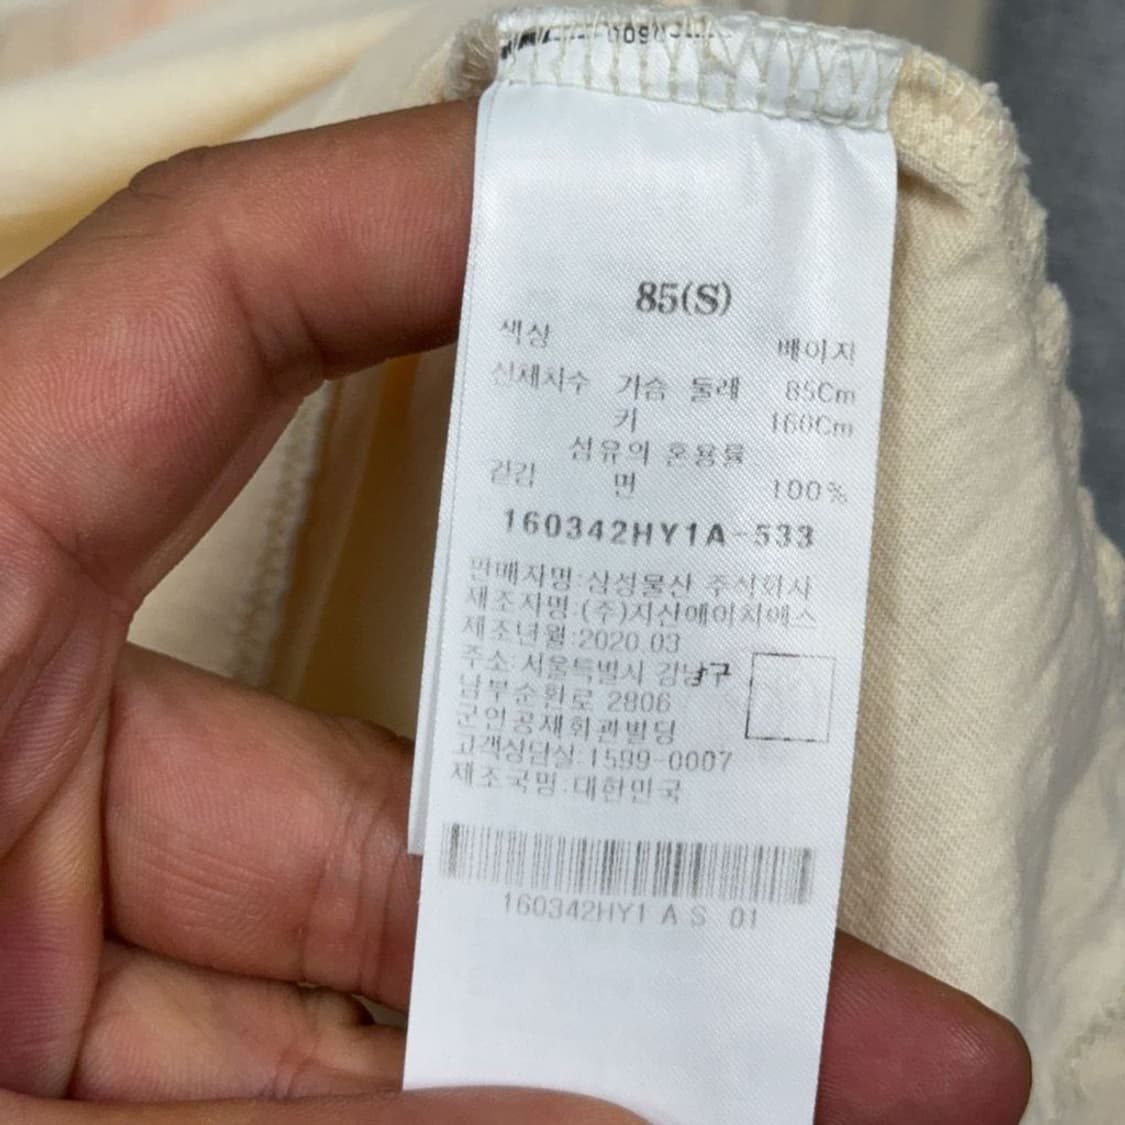 85(S)
색상 베이지
신체치수 가슴 둘레 85Cm
키 160Cm
섬유의 혼용률
겉감 면 100%
160342HY1A-533
판매자명:삼성물산 주식회사
제조자명:(주)지산에이치에스
제조년월:2020.03
주소:서울특별시 강남구
남부순환로 2806
군인공제회관빌딩
고객상담실:1599-0007
제조국명:대한민국
160342HY1 A S 01